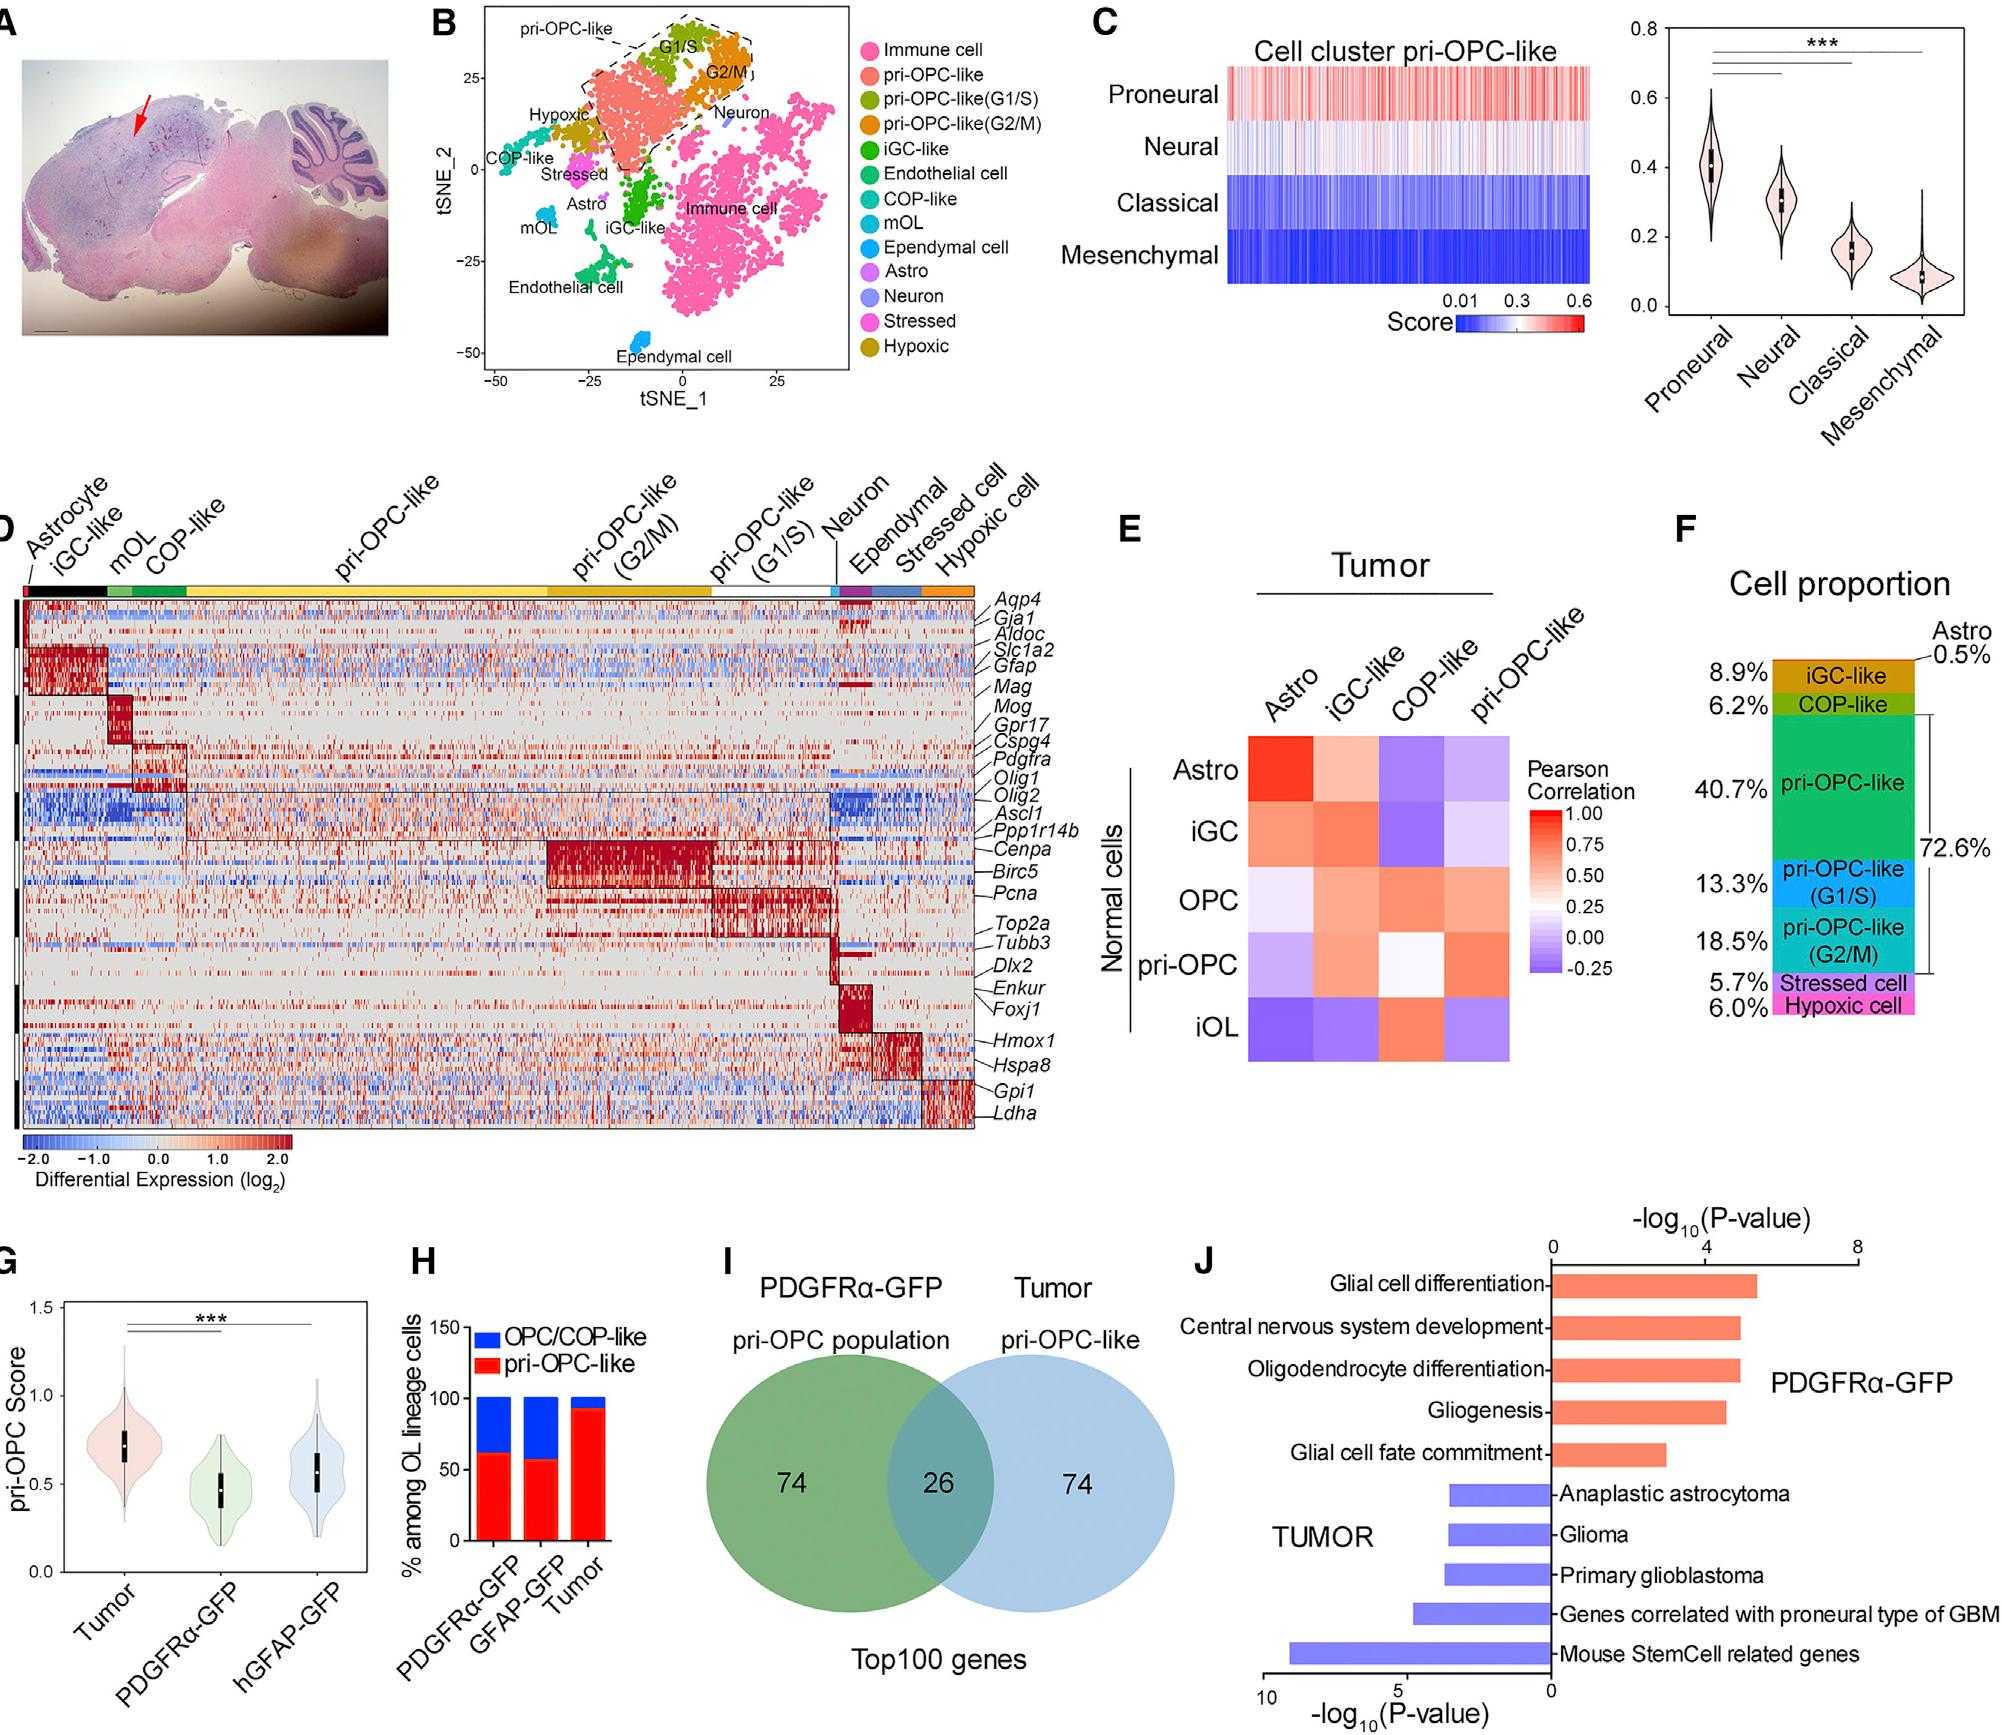 A
B
pri-OPC-like
G1/S
G2/M
Hypoxic
Neuron
COP-like
Stressed
Astro
Immune cell
mOL
iGC-like
Endothelial cell
Ependymal cell
25
0
−25
−50
tSNE_2
−50
−25
0
25
tSNE_1
Immune cell
pri-OPC-like
pri-OPC-like(G1/S)
pri-OPC-like(G2/M)
iGC-like
Endothelial cell
COP-like
mOL
Ependymal cell
Astro
Neuron
Stressed
Hypoxic
C
Cell cluster pri-OPC-like
Proneural
Neural
Classical
Mesenchymal
0.01 0.3 0.6
Score
0.8
0.6
0.4
0.2
0.0
***
Proneural
Neural
Classical
Mesenchymal
D
Astrocyte
iGC-like
mOL
COP-like
pri-OPC-like
pri-OPC-like
(G2/M)
pri-OPC-like
(G1/S)
Neuron
Ependymal
Stressed cell
Hypoxic cell
Aqp4
Gja1
Aldoc
Slc1a2
Gfap
Mag
Mog
Gpr17
Cspg4
Pdgfra
Olig1
Olig2
Ascl1
Ppp1r14b
Cenpa
Birc5
Pcna
Top2a
Tubb3
Dlx2
Enkur
Foxj1
Hmox1
Hspa8
Gpi1
Ldha
−2.0 −1.0 0.0 1.0 2.0
Differential Expression (log2)
E
Tumor
Astro
iGC-like
COP-like
pri-OPC-like
Normal cells
Astro
iGC
OPC
pri-OPC
iOL
Pearson
Correlation
1.00
0.75
0.50
0.25
0.00
-0.25
F
Cell proportion
Astro
0.5%
8.9% iGC-like
6.2% COP-like
40.7% pri-OPC-like
72.6%
13.3% pri-OPC-like
(G1/S)
18.5% pri-OPC-like
(G2/M)
5.7% Stressed cell
6.0% Hypoxic cell
G
pri-OPC Score
1.5
1.0
0.5
0.0
***
Tumor
PDGFRα-GFP
hGFAP-GFP
H
% among OL lineage cells
150
100
50
0
OPC/COP-like
pri-OPC-like
PDGFRα-GFP
GFAP-GFP
Tumor
I
PDGFRα-GFP Tumor
pri-OPC population pri-OPC-like
74 26 74
Top100 genes
J
-log10(P-value)
0 4 8
Glial cell differentiation
Central nervous system development
Oligodendrocyte differentiation
Gliogenesis
Glial cell fate commitment
PDGFRα-GFP
TUMOR
Anaplastic astrocytoma
Glioma
Primary glioblastoma
Genes correlated with proneural type of GBM
Mouse StemCell related genes
10 5 0
-log10(P-value)